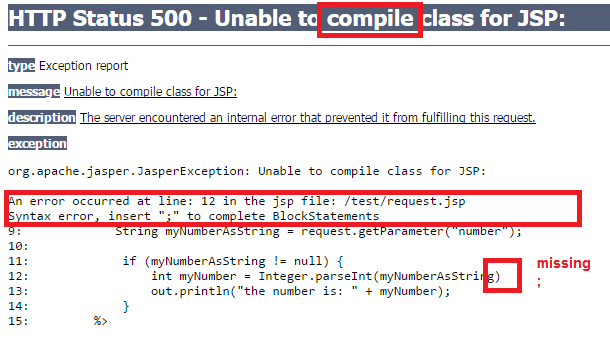 HTTP Status 500 - Unable to compile class for JSP:
type Exception report
message Unable to compile class for JSP:
description The server encountered an internal error that prevented it from fulfilling this request.
exception
org.apache.jasper.JasperException: Unable to compile class for JSP:
An error occurred at line: 12 in the jsp file: /test/request.jsp
Syntax error, insert ";" to complete BlockStatements
9: String myNumberAsString = request.getParameter("number");
10:
11: if (myNumberAsString != null) {
12: int myNumber = Integer.parseInt(myNumberAsString)
13: out.println("the number is: " + myNumber);
14: }
15: %>
missing
;